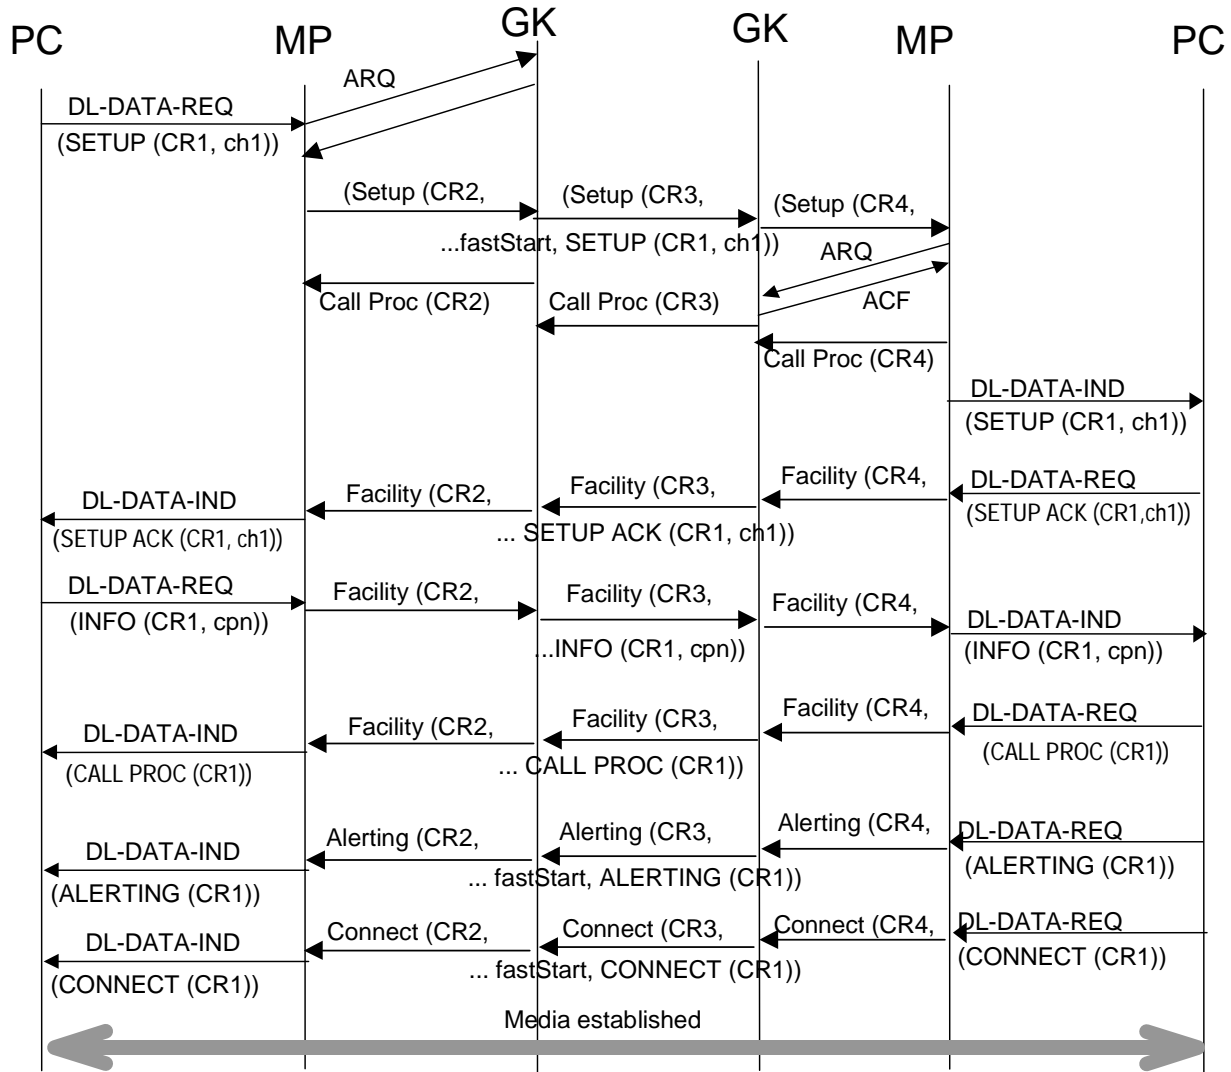 PC MP GK GK MP PC
ARQ
DL-DATA-REQ
(SETUP (CR1, ch1))
(Setup (CR2, (Setup (CR3, (Setup (CR4,
...fastStart, SETUP (CR1, ch1))
ARQ
Call Proc (CR2) Call Proc (CR3) ACF
Call Proc (CR4)
DL-DATA-IND
(SETUP (CR1, ch1))
DL-DATA-IND Facility (CR2, Facility (CR3, Facility (CR4, DL-DATA-REQ
(SETUP ACK (CR1, ch1)) ... SETUP ACK (CR1, ch1)) (SETUP ACK (CR1,ch1))
DL-DATA-REQ Facility (CR2, Facility (CR3, Facility (CR4, DL-DATA-IND
(INFO (CR1, cpn)) ...INFO (CR1, cpn)) (INFO (CR1, cpn))
DL-DATA-IND Facility (CR2, Facility (CR3, Facility (CR4, DL-DATA-REQ
(CALL PROC (CR1)) ... CALL PROC (CR1)) (CALL PROC (CR1))
DL-DATA-IND Alerting (CR2, Alerting (CR3, Alerting (CR4, DL-DATA-REQ
(ALERTING (CR1)) ... fastStart, ALERTING (CR1)) (ALERTING (CR1))
DL-DATA-IND Connect (CR2, Connect (CR3, Connect (CR4, DL-DATA-REQ
(CONNECT (CR1)) ... fastStart, CONNECT (CR1)) (CONNECT (CR1))
Media established